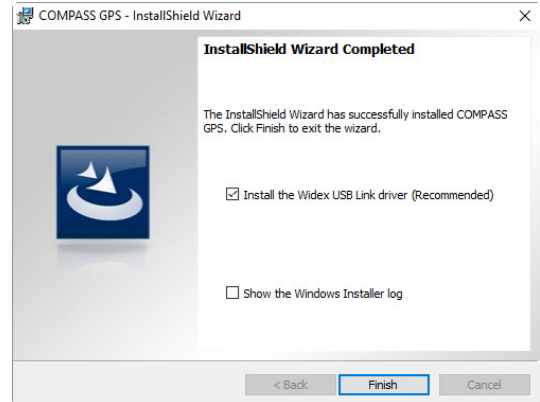 COMPASS GPS - InstallShield Wizard
InstallShield Wizard Completed
The InstallShield Wizard has successfully installed COMPASS
GPS. Click Finish to exit the wizard.
Install the Widex USB Link driver (Recommended)
Show the Windows Installer log
< Back Finish Cancel